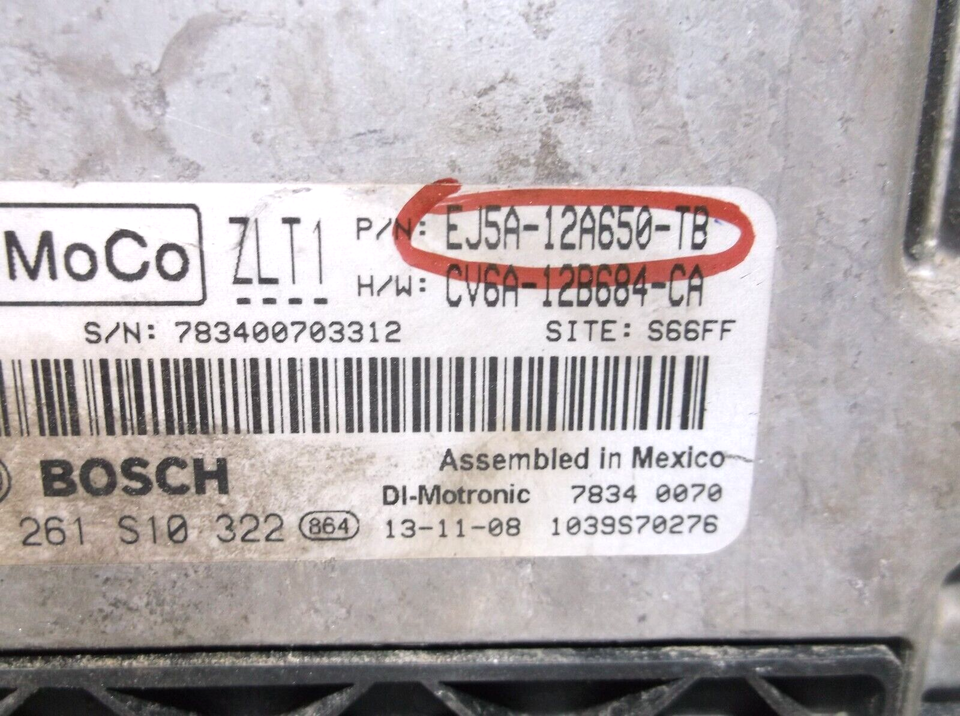 MoCo ZLT1 P/N: EJ5A-12A650-TB
H/W: CV6A-12B684-CA
S/N: 783400703312 SITE: S66FF
BOSCH Assembled in Mexico
DI-Motronic 7834 0070
261 S10 322 864 13-11-08 1039S70276